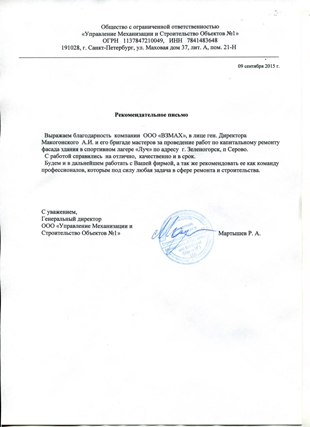 Общество с ограниченной ответственностью
«Управление Механизации и Строительство Объектов №1»
ОГРН 1137847210049, ИНН 7841483648
191028, г. Санкт-Петербург, ул. Маховая дом 37, лит. А, пом. 21-Н
09 сентября 2015 г.
Рекомендательное письмо
Выражаем благодарность компании ООО «ВЗМАХ», в лице ген. Директора
Макогонского А.И. и его бригаде мастеров за проведение работ по капитальному ремонту
фасада здания в спортивном лагере «Луч» по адресу г. Зеленогорск, п Серово.
С работой справились на отлично, качественно и в срок.
Будем и в дальнейшем работать с Вашей фирмой, а так же рекомендовать ее как команду
профессионалов, которым под силу любая задача в сфере ремонта и строительства.
С уважением,
Генеральный директор
ООО «Управление Механизации и
Строительство Объектов №1»
Мартышев Р. А.